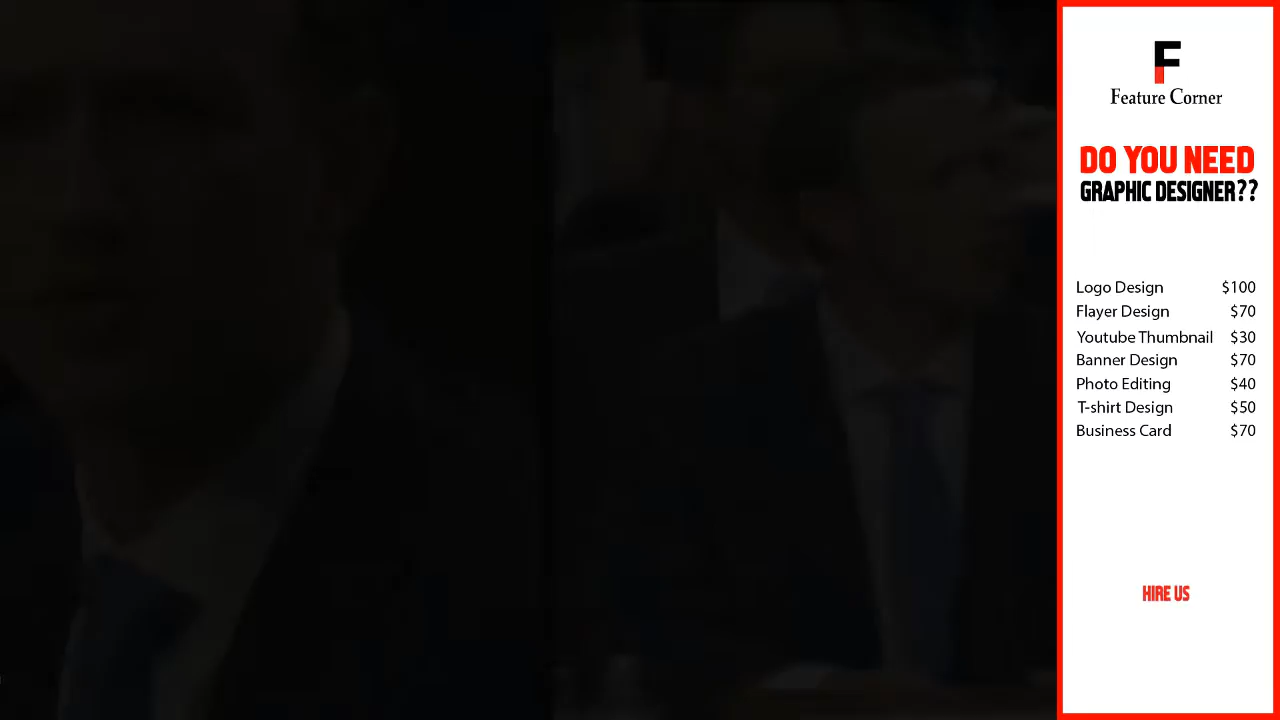 F
Feature Corner
DO YOU NEED
GRAPHIC DESIGNER??
Logo Design $100
Flayer Design $70
Youtube Thumbnail $30
Banner Design $70
Photo Editing $40
T-shirt Design $50
Business Card $70
HIRE US